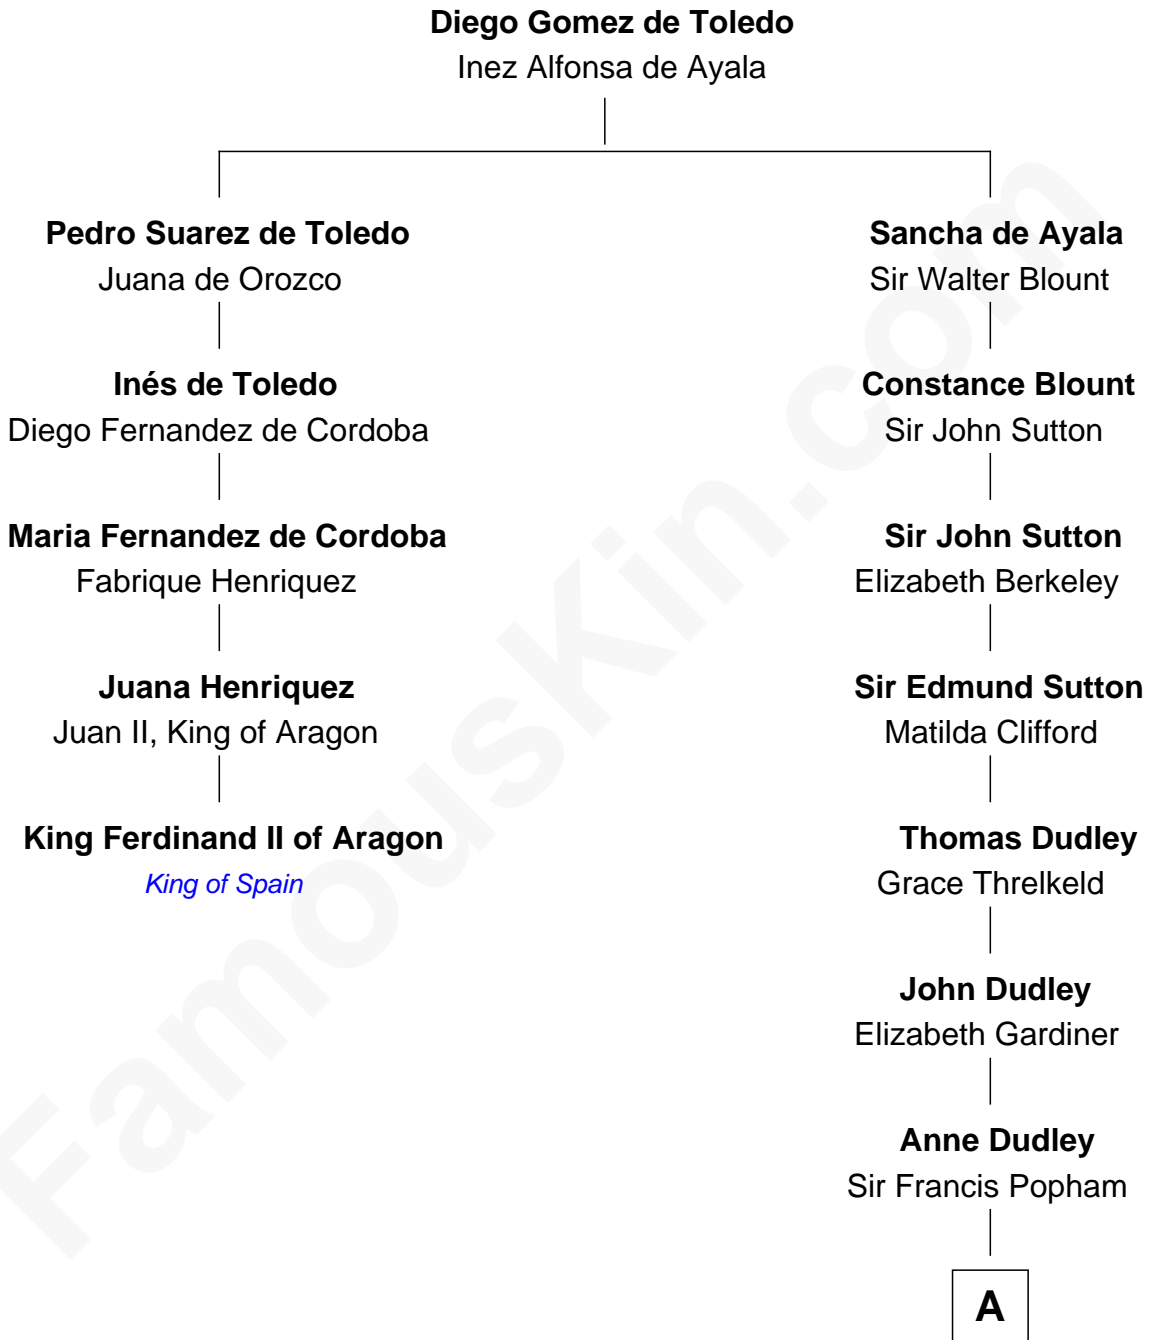 Diego Gomez de Toledo
Inez Alfonsa de Ayala
Pedro Suarez de Toledo
Juana de Orozco
Inés de Toledo
Diego Fernandez de Cordoba
Maria Fernandez de Cordoba
Fabrique Henriquez
Juana Henriquez
Juan II, King of Aragon
King Ferdinand II of Aragon
King of Spain
Sancha de Ayala
Sir Walter Blount
Constance Blount
Sir John Sutton
Sir John Sutton
Elizabeth Berkeley
Sir Edmund Sutton
Matilda Clifford
Thomas Dudley
Grace Threlkeld
John Dudley
Elizabeth Gardiner
Anne Dudley
Sir Francis Popham
A
FamousKin.com